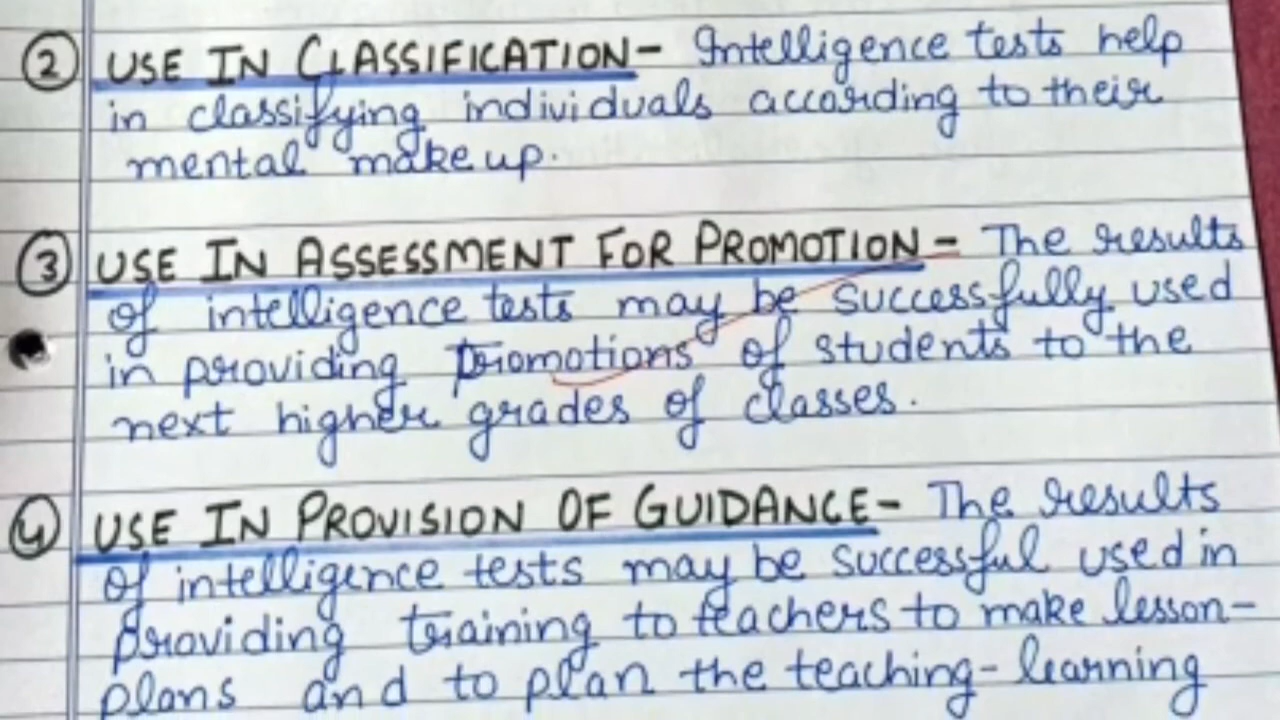 ② USE IN CLASSIFICATION- Intelligence tests help
in classifying individuals according to their
mental makeup.
③ USE IN ASSESSMENT FOR PROMOTION - The results
of intelligence tests may be successfully used
in providing promotions of students to the
next higher grades of classes.
④ USE IN PROVISION OF GUIDANCE- The results
of intelligence tests may be successful used in
providing training to teachers to make lesson-
plans and to plan the teaching-learning